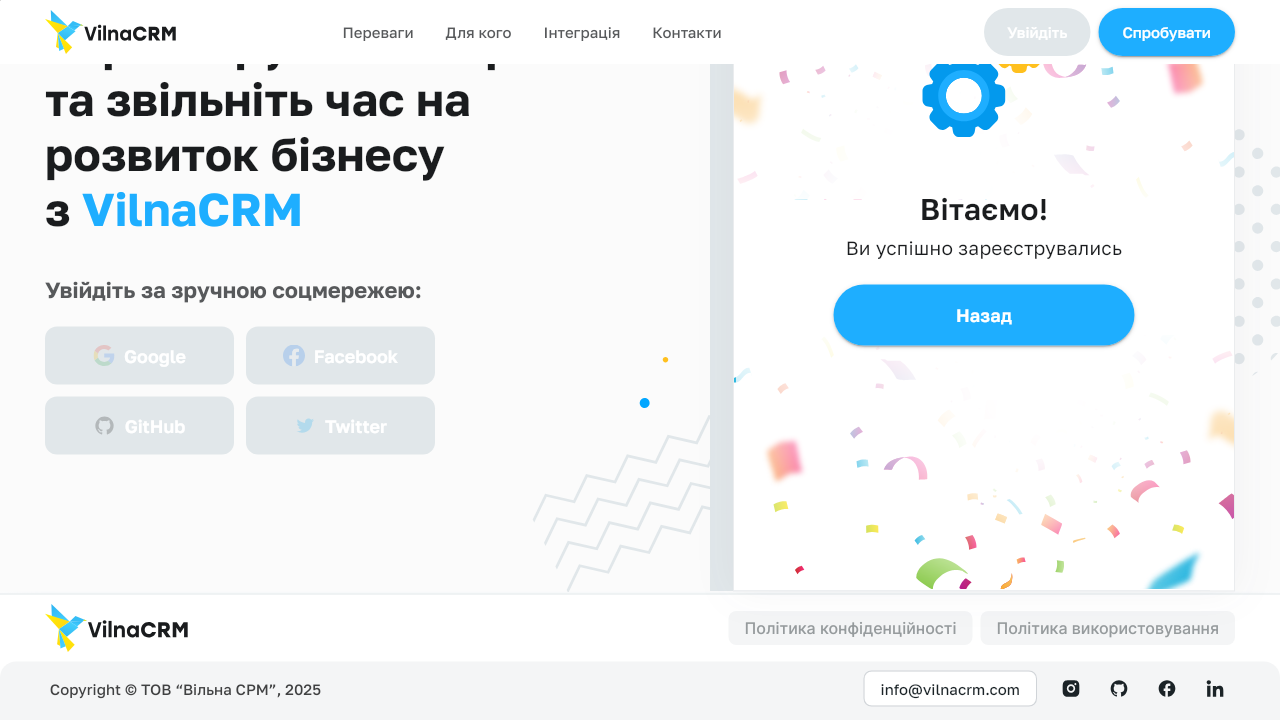 VilnaCRM
Переваги
Для кого
Інтеграція
Контакти
Увійдіть
Спробувати
та звільніть час на
розвиток бізнесу
з VilnaCRM
Увійдіть за зручною соцмережею:
Google
Facebook
GitHub
Twitter
Вітаємо!
Ви успішно зареєструвались
Назад
VilnaCRM
Політика конфіденційності
Політика використовування
Copyright © ТОВ “Вільна СРМ”, 2025
info@vilnacrm.com